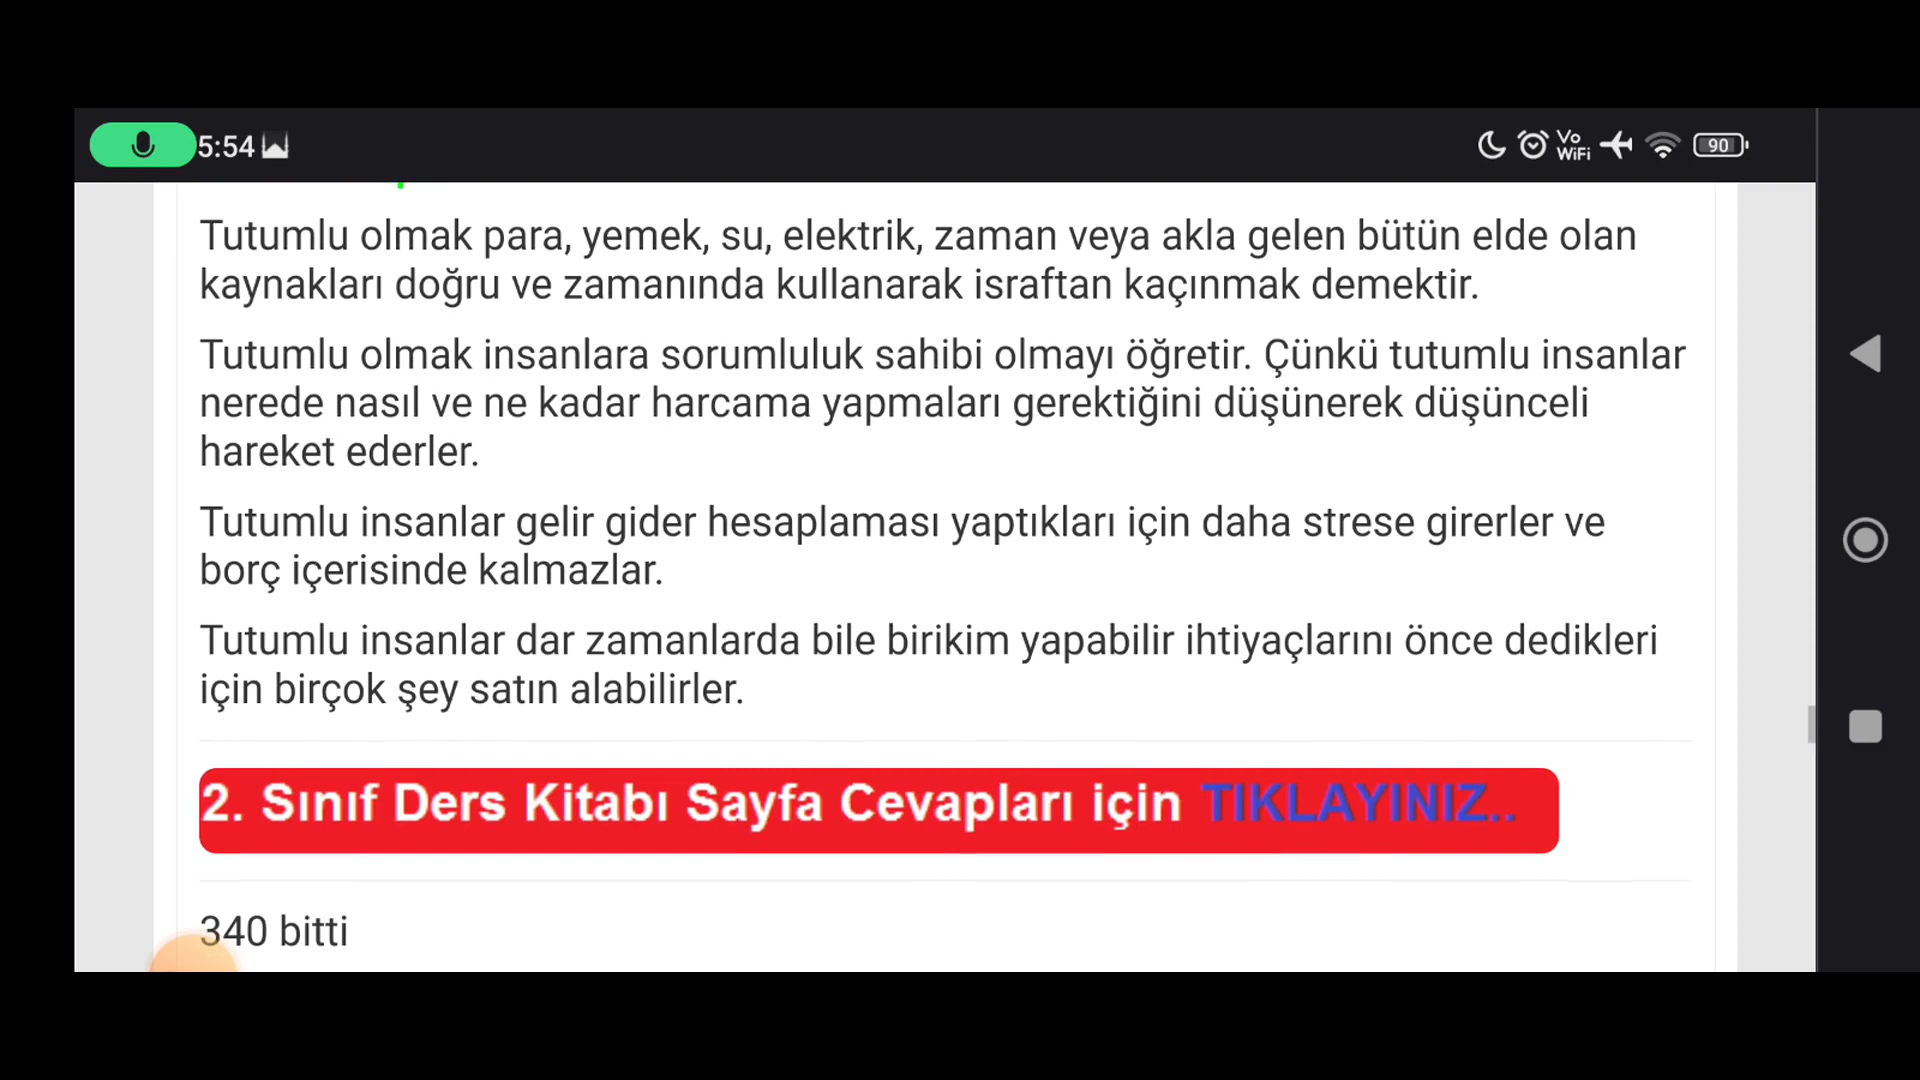 5:54
Vo
WiFi
90
Tutumlu olmak para, yemek, su, elektrik, zaman veya akla gelen bütün elde olan
kaynakları doğru ve zamanında kullanarak israftan kaçınmak demektir.
Tutumlu olmak insanlara sorumluluk sahibi olmayı öğretir. Çünkü tutumlu insanlar
nerede nasıl ve ne kadar harcama yapmaları gerektiğini düşünerek düşünceli
hareket ederler.
Tutumlu insanlar gelir gider hesaplaması yaptıkları için daha strese girerler ve
borç içerisinde kalmazlar.
Tutumlu insanlar dar zamanlarda bile birikim yapabilir ihtiyaçlarını önce dedikleri
için birçok şey satın alabilirler.
2. Sınıf Ders Kitabı Sayfa Cevapları için TIKLAYINIZ..
340 bitti